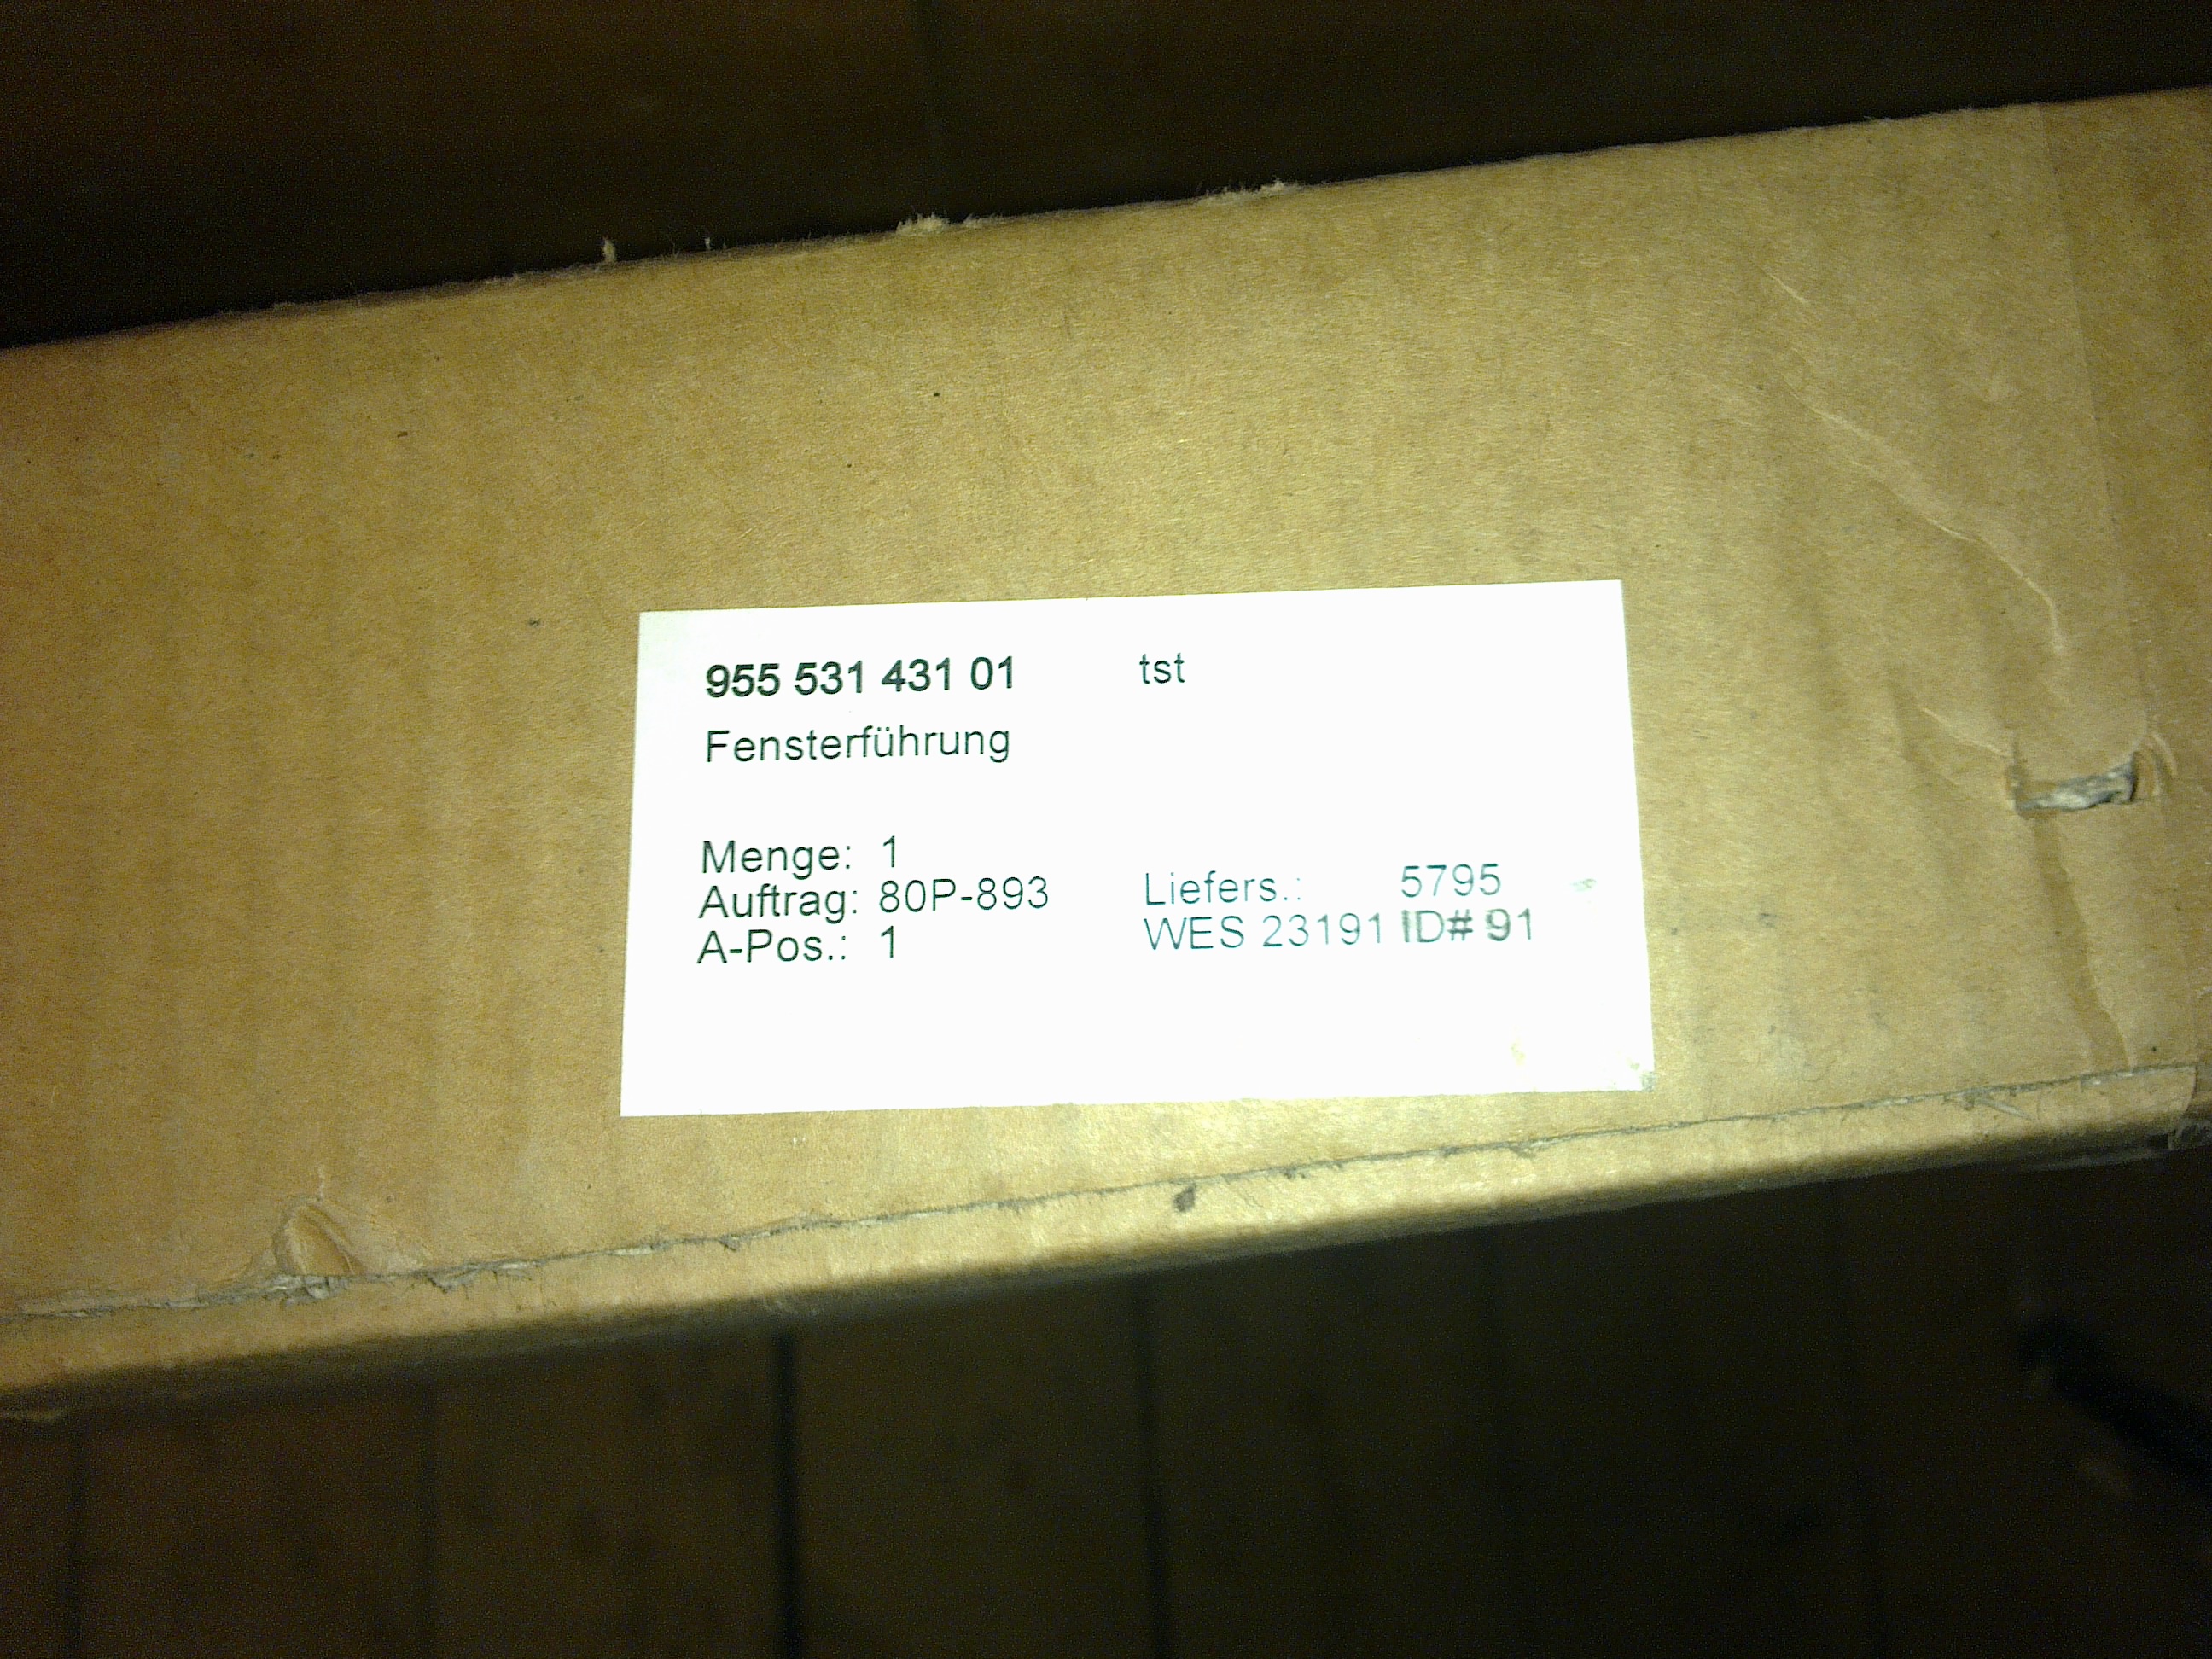 955 531 431 01 tst
Fensterführung
Menge: 1
Auftrag: 80P-893 Liefers.: 5795
A-Pos.: 1 WES 23191 ID# 91